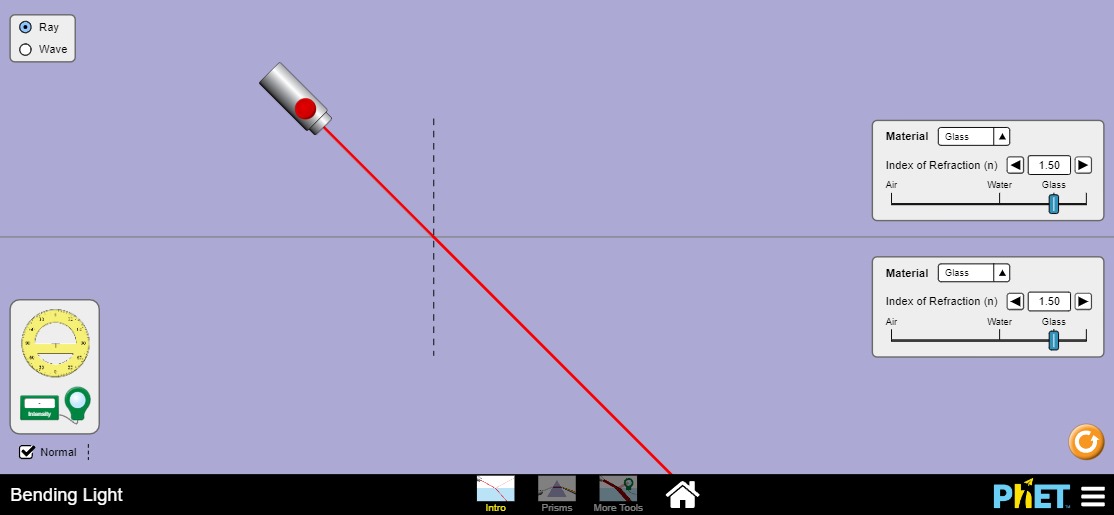 Ray
Wave
Material Glass
Index of Refraction (n) 1.50
Air Water Glass
Material Glass
Index of Refraction (n) 1.50
Air Water Glass
Intensity
Normal
Bending Light
Intro
Prisms
More Tools
PhET